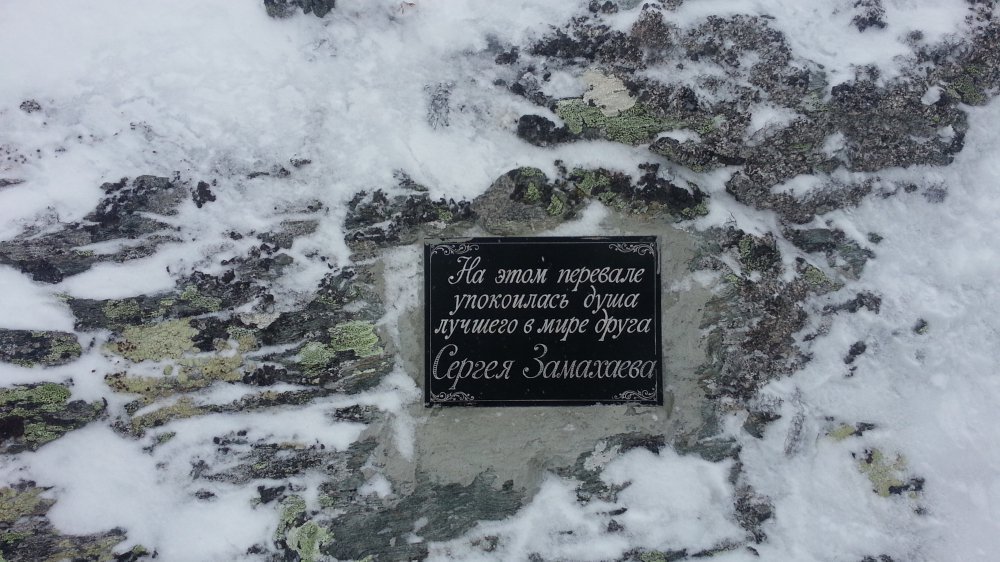 На этом перевале
упокоилась душа
лучшего в мире друга
Сергея Замахаева